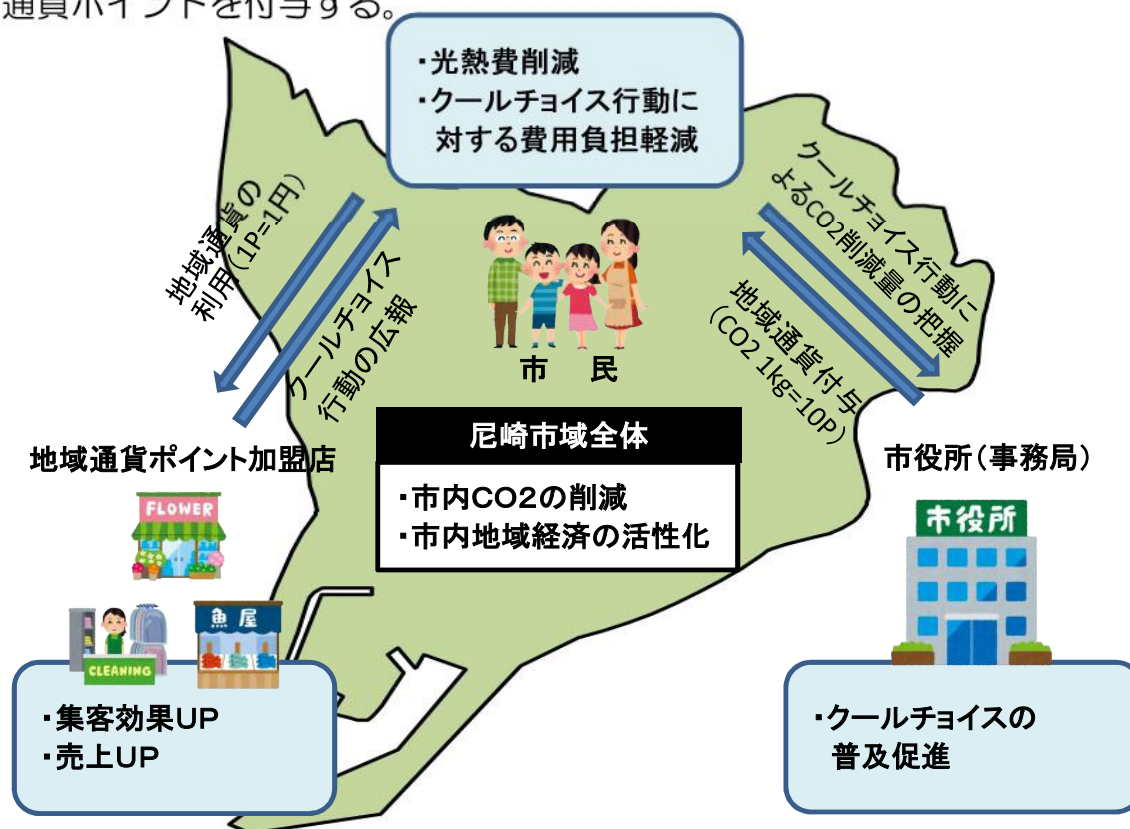 通貨ポイントを付与する。
・光熱費削減
・クールチョイス行動に
対する費用負担軽減
地域通貨の
利用(1P=1円)
クールチョイス
行動の広報
クールチョイス行動に
よるCO2削減量の把握
地域通貨付与
(CO2 1kg=10P)
市 民
尼崎市域全体
・市内CO2の削減
・市内地域経済の活性化
地域通貨ポイント加盟店
FLOWER
CLEANING
魚屋
・集客効果UP
・売上UP
市役所(事務局)
市役所
・クールチョイスの
普及促進